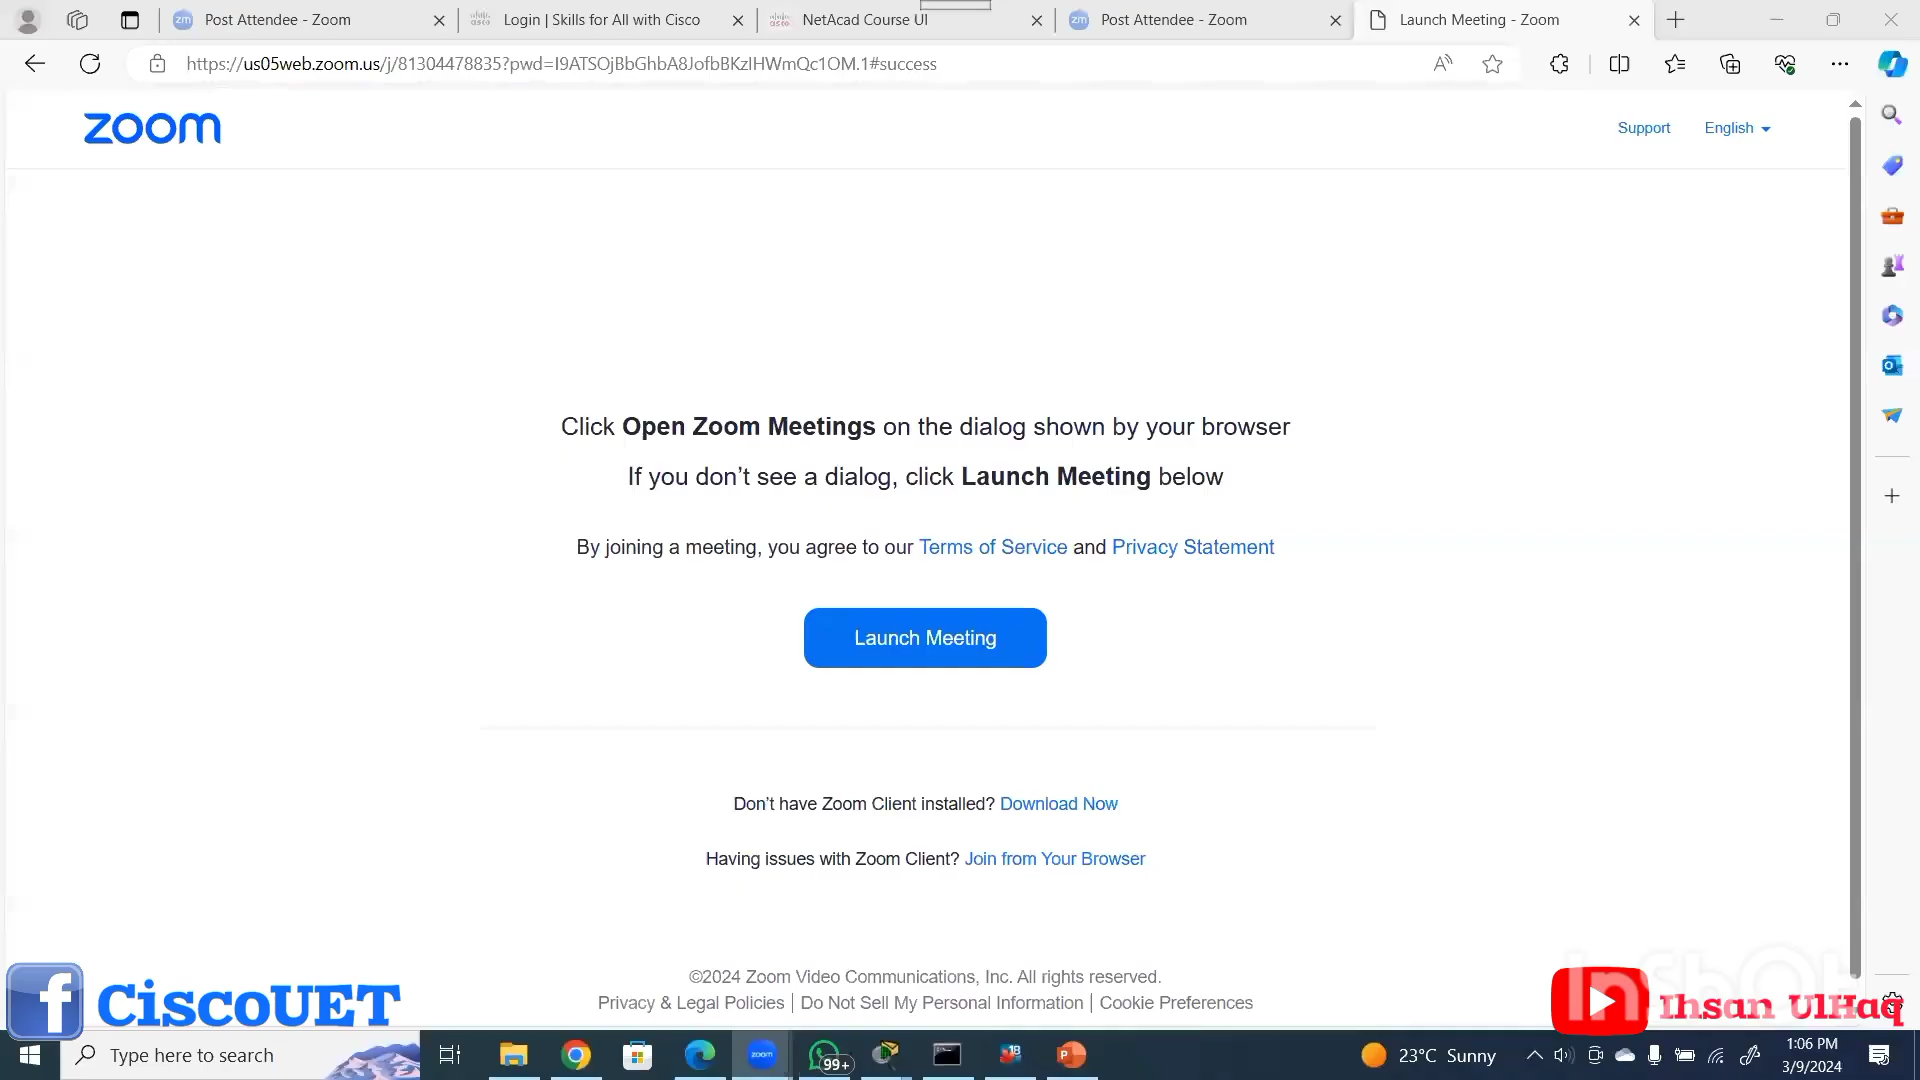 Post Attendee - Zoom
Login | Skills for All with Cisco
NetAcad Course UI
Post Attendee - Zoom
Launch Meeting - Zoom
https://us05web.zoom.us/j/81304478835?pwd=I9ATSOjBbGhbA8JofbBKzIHWmQc1OM.1#success
zoom
Support
English
Click Open Zoom Meetings on the dialog shown by your browser
If you don’t see a dialog, click Launch Meeting below
By joining a meeting, you agree to our Terms of Service and Privacy Statement
Launch Meeting
Don’t have Zoom Client installed? Download Now
Having issues with Zoom Client? Join from Your Browser
©2024 Zoom Video Communications, Inc. All rights reserved.
Privacy & Legal Policies | Do Not Sell My Personal Information | Cookie Preferences
f CiscoUET
InShOt
Ihsan UlHaq
Type here to search
zoom
99+
18
23°C Sunny
1:06 PM
3/9/2024